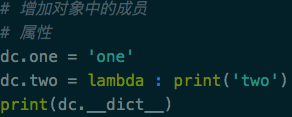 # 增加对象中的成员
# 属性
dc.one = 'one'
dc.two = lambda : print('two')
print(dc.__dict__)